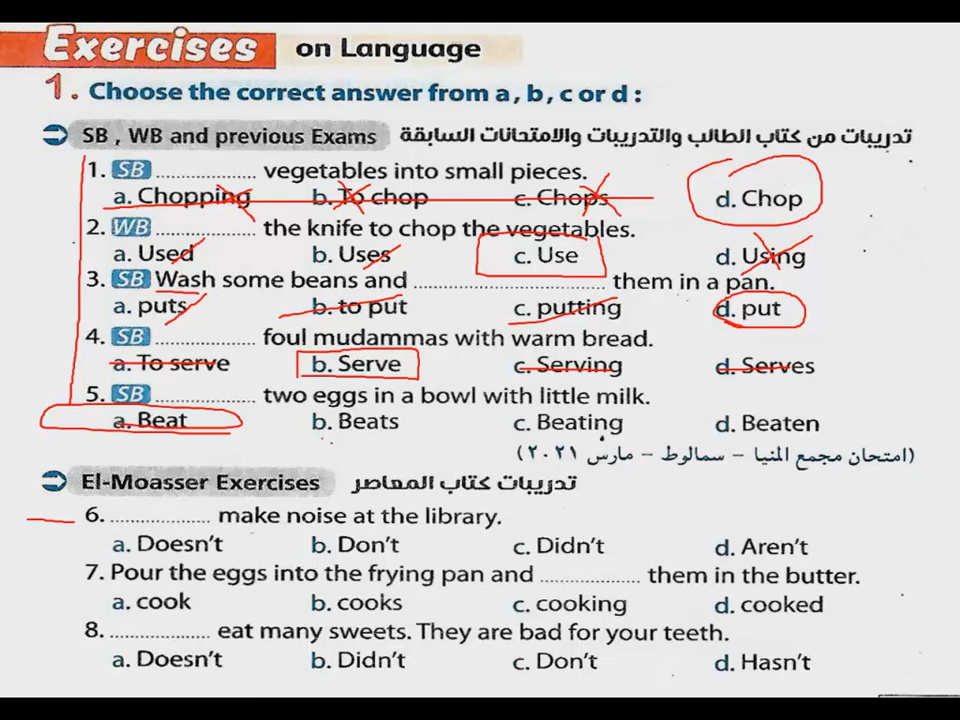 Exercises on Language
1. Choose the correct answer from a, b, c or d :
SB , WB and previous Exams تدريبات من كتاب الطالب والتدريبات والامتحانات السابقة
1. SB .................... vegetables into small pieces.
a. Chopping b. To chop c. Chops d. Chop
2. WB .................... the knife to chop the vegetables.
a. Used b. Uses c. Use d. Using
3. SB Wash some beans and .................... them in a pan.
a. puts b. to put c. putting d. put
4. SB .................... foul mudammas with warm bread.
a. To serve b. Serve c. Serving d. Serves
5. SB .................... two eggs in a bowl with little milk.
a. Beat b. Beats c. Beating d. Beaten
(امتحان مجمع المنيا – سمالوط – مارس ٢٠٢١)
El-Moasser Exercises تدريبات كتاب المعاصر
6. .................... make noise at the library.
a. Doesn't b. Don't c. Didn't d. Aren't
7. Pour the eggs into the frying pan and .................... them in the butter.
a. cook b. cooks c. cooking d. cooked
8. .................... eat many sweets. They are bad for your teeth.
a. Doesn't b. Didn't c. Don't d. Hasn't